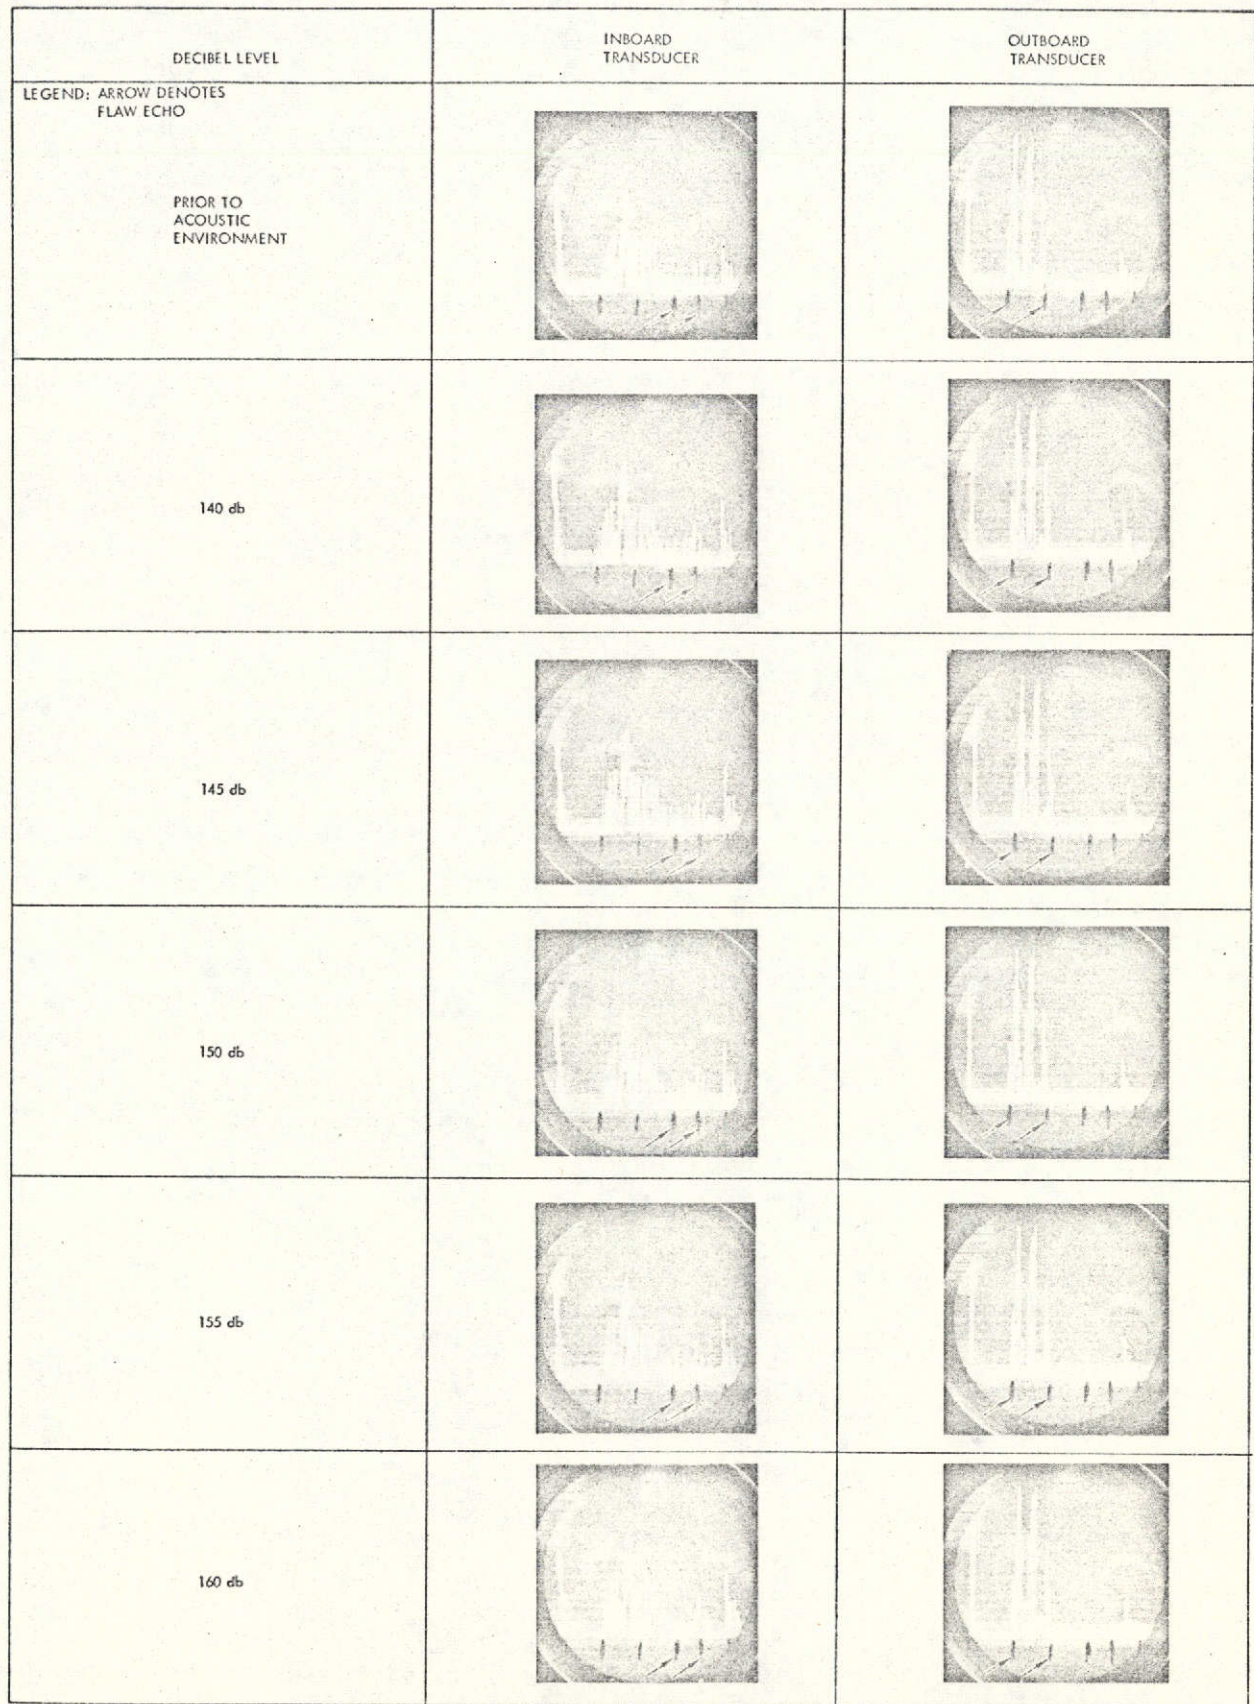 DECIBEL LEVEL
INBOARD
TRANSDUCER
OUTBOARD
TRANSDUCER
LEGEND: ARROW DENOTES
FLAW ECHO
PRIOR TO
ACOUSTIC
ENVIRONMENT
140 db
145 db
150 db
155 db
160 db